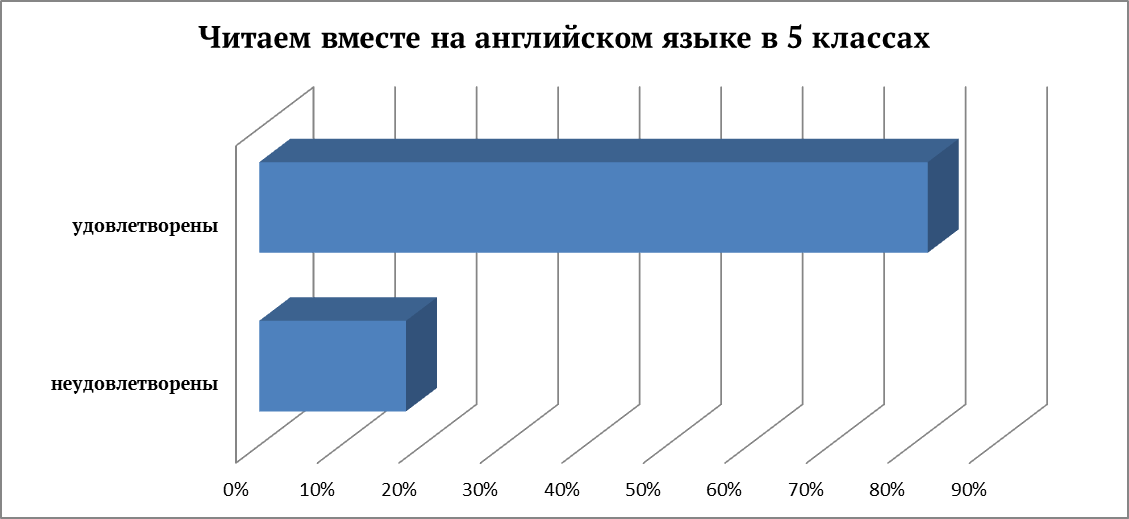 Читаем вместе на английском языке в 5 классах
удовлетворены
неудовлетворены
0% 10% 20% 30% 40% 50% 60% 70% 80% 90%